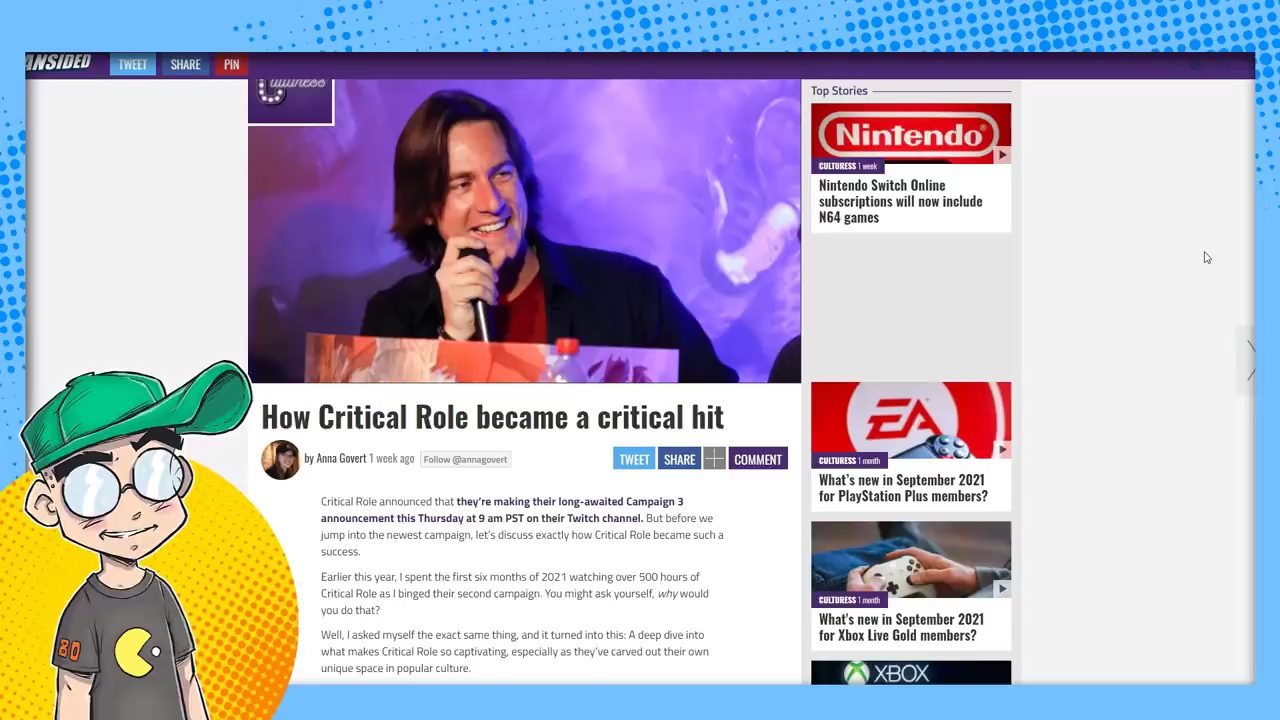 ANSIDED
TWEET
SHARE
PIN
Culturess
Top Stories
Nintendo
CULTURESS 1 week
Nintendo Switch Online
subscriptions will now include
N64 games
How Critical Role became a critical hit
by Anna Govert 1 week ago
Follow @annagovert
TWEET
SHARE
COMMENT
Critical Role announced that they're making their long-awaited Campaign 3
announcement this Thursday at 9 am PST on their Twitch channel. But before we
jump into the newest campaign, let's discuss exactly how Critical Role became such a
success.
Earlier this year, I spent the first six months of 2021 watching over 500 hours of
Critical Role as I binged their second campaign. You might ask yourself, why would
you do that?
Well, I asked myself the exact same thing, and it turned into this: A deep dive into
what makes Critical Role so captivating, especially as they've carved out their own
unique space in popular culture.
EA
CULTURESS 1 month
What's new in September 2021
for PlayStation Plus members?
CULTURESS 1 month
What's new in September 2021
for Xbox Live Gold members?
XBOX
80